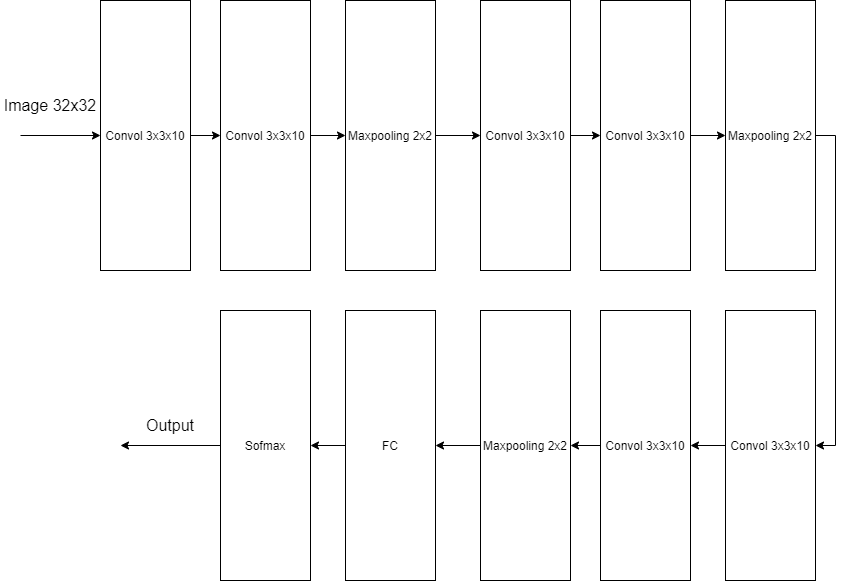 Image 32x32
Convol 3x3x10
Convol 3x3x10
Maxpooling 2x2
Convol 3x3x10
Convol 3x3x10
Maxpooling 2x2
Convol 3x3x10
Convol 3x3x10
Maxpooling 2x2
FC
Sofmax
Output